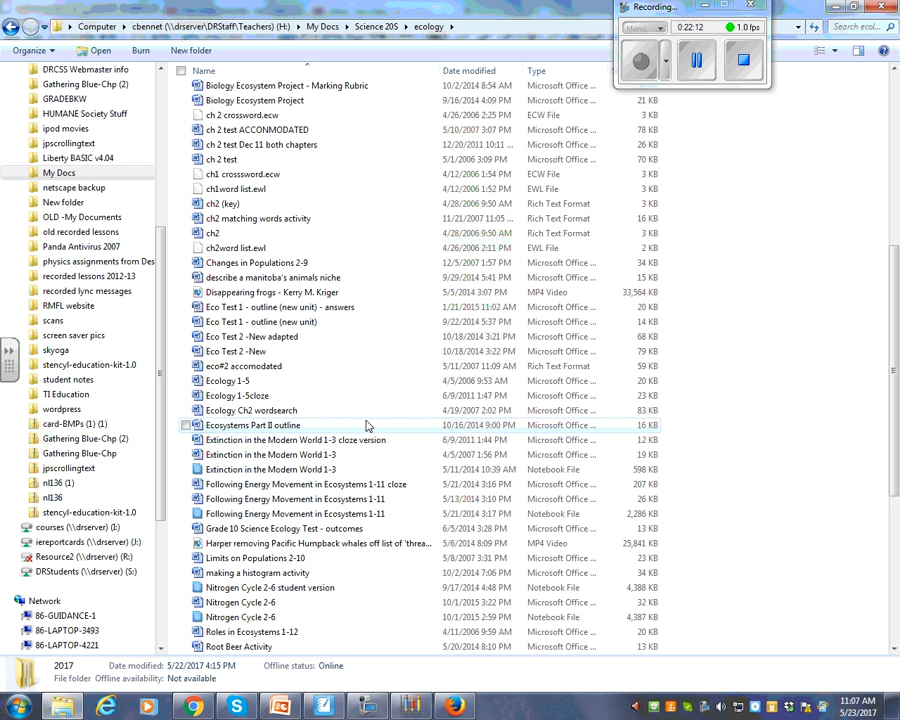 Recording...
Computer ▸ cbennet (\\drserver\DRStaff\Teachers) (H:) ▸ My Docs ▸ Science 20S ▸ ecology ▸
Menu
0:22:12
1.0 fps
Search ecol...
Organize
Open
Burn
New folder
DRCSS Webmaster info
Gathering Blue-Chp (2)
GRADEBKW
HUMANE Society Stuff
ipod movies
jpscrollingtext
Liberty BASIC v4.04
My Docs
netscape backup
New folder
OLD -My Documents
old recorded lessons
Panda Antivirus 2007
physics assignments from Des
recorded lessons 2012-13
recorded lync messages
RMFL website
scans
screen saver pics
skyoga
stencyl-education-kit-1.0
student notes
TI Education
wordpress
card-BMPs (1) (1)
Gathering Blue-Chp (2)
Gathering Blue-Chp
jpscrollingtext
nl136 (1)
nl136
stencyl-education-kit-1.0
courses (\\drserver) (I:)
iereportcards (\\drserver) (J:)
Resource2 (\\drserver) (R:)
DRStudents (\\drserver) (S:)
Network
86-GUIDANCE-1
86-LAPTOP-3493
86-LAPTOP-4221
Name Date modified Type
Biology Ecosystem Project - Marking Rubric 10/2/2014 8:54 AM Microsoft Office ...
Biology Ecosystem Project 9/16/2014 4:09 PM Microsoft Office ... 21 KB
ch 2 crossword.ecw 4/26/2006 2:25 PM ECW File 3 KB
ch 2 test ACCONMODATED 5/10/2007 3:07 PM Microsoft Office ... 78 KB
ch 2 test Dec 11 both chapters 12/20/2011 10:11 ... Microsoft Office ... 26 KB
ch 2 test 5/1/2006 3:09 PM Microsoft Office ... 70 KB
ch1 crosssword.ecw 4/12/2006 1:54 PM ECW File 3 KB
ch1word list.ewl 4/12/2006 1:52 PM EWL File 3 KB
ch2 (key) 4/28/2006 9:50 AM Rich Text Format 3 KB
ch2 matching words activity 11/21/2007 11:05 ... Rich Text Format 16 KB
ch2 4/28/2006 9:50 AM Rich Text Format 3 KB
ch2word list.ewl 4/26/2006 2:11 PM EWL File 2 KB
Changes in Populations 2-9 12/5/2007 1:57 PM Microsoft Office ... 34 KB
describe a manitoba's animals niche 9/29/2014 5:41 PM Microsoft Office ... 15 KB
Disappearing frogs - Kerry M. Kriger 5/5/2014 3:07 PM MP4 Video 33,564 KB
Eco Test 1 - outline (new unit) - answers 1/21/2015 11:02 AM Microsoft Office ... 20 KB
Eco Test 1 - outline (new unit) 9/22/2014 5:37 PM Microsoft Office ... 14 KB
Eco Test 2 -New adapted 10/18/2014 3:21 PM Microsoft Office ... 68 KB
Eco Test 2 -New 10/18/2014 3:22 PM Microsoft Office ... 79 KB
eco#2 accomodated 5/11/2007 11:09 AM Rich Text Format 59 KB
Ecology 1-5 4/5/2006 9:53 AM Microsoft Office ... 20 KB
Ecology 1-5cloze 6/9/2011 1:47 PM Microsoft Office ... 23 KB
Ecology Ch2 wordsearch 4/19/2007 2:02 PM Microsoft Office ... 83 KB
Ecosystems Part II outline 10/16/2014 9:00 PM Microsoft Office ... 16 KB
Extinction in the Modern World 1-3 cloze version 6/9/2011 1:44 PM Microsoft Office ... 12 KB
Extinction in the Modern World 1-3 4/5/2007 1:56 PM Microsoft Office ... 19 KB
Extinction in the Modern World 1-3 5/11/2014 10:39 AM Notebook File 598 KB
Following Energy Movement in Ecosystems 1-11 cloze 5/21/2014 3:16 PM Microsoft Office ... 207 KB
Following Energy Movement in Ecosystems 1-11 5/13/2014 3:10 PM Microsoft Office ... 26 KB
Following Energy Movement in Ecosystems 1-11 5/21/2014 3:17 PM Notebook File 2,286 KB
Grade 10 Science Ecology Test - outcomes 6/5/2014 3:28 PM Microsoft Office ... 13 KB
Harper removing Pacific Humpback whales off list of 'threa... 6/5/2014 3:08 PM MP4 Video 25,841 KB
Limits on Populations 2-10 5/8/2007 3:31 PM Microsoft Office ... 23 KB
making a histogram activity 10/2/2014 7:06 PM Microsoft Office ... 34 KB
Nitrogen Cycle 2-6 student version 9/17/2014 4:48 PM Notebook File 4,388 KB
Nitrogen Cycle 2-6 10/1/2015 3:22 PM Microsoft Office ... 32 KB
Nitrogen Cycle 2-6 10/1/2015 2:59 PM Notebook File 4,387 KB
Roles in Ecosystems 1-12 4/11/2006 9:59 AM Microsoft Office ... 20 KB
Root Beer Activity 5/20/2014 8:10 PM Microsoft Office ... 13 KB
2017 Date modified: 5/22/2017 4:15 PM Offline status: Online
File folder Offline availability: Not available
11:07 AM
5/23/2017